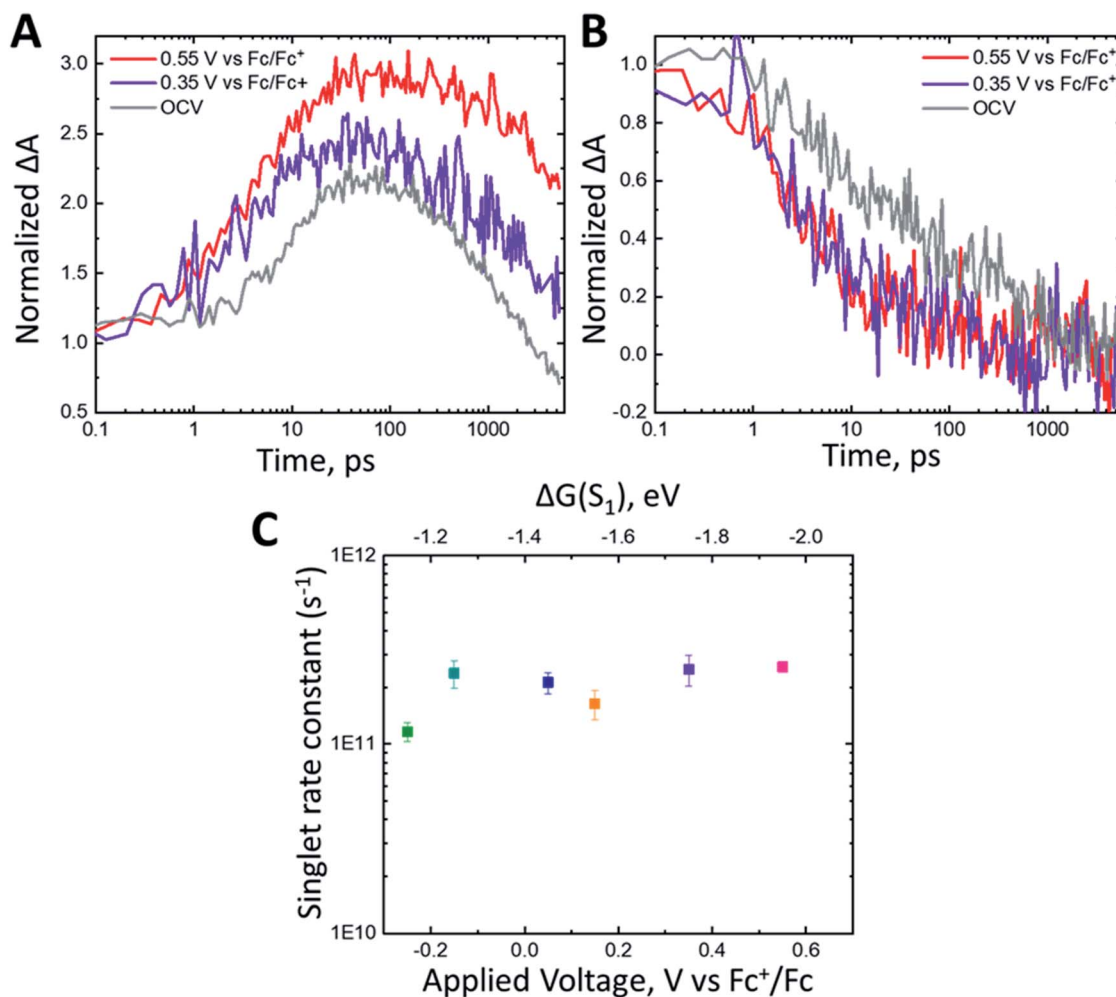 A
B
0.55 V vs Fc/Fc⁺
0.35 V vs Fc/Fc+
OCV
0.55 V vs Fc/Fc⁺
0.35 V vs Fc/Fc⁺
OCV
Normalized ΔA
3.0
2.5
2.0
1.5
1.0
0.5
0.1 1 10 100 1000
Time, ps
Normalized ΔA
1.0
0.8
0.6
0.4
0.2
0.0
-0.2
0.1 1 10 100 1000
Time, ps
C
ΔG(S₁), eV
-1.2 -1.4 -1.6 -1.8 -2.0
Singlet rate constant (s⁻¹)
1E12
1E11
1E10
-0.2 0.0 0.2 0.4 0.6
Applied Voltage, V vs Fc⁺/Fc